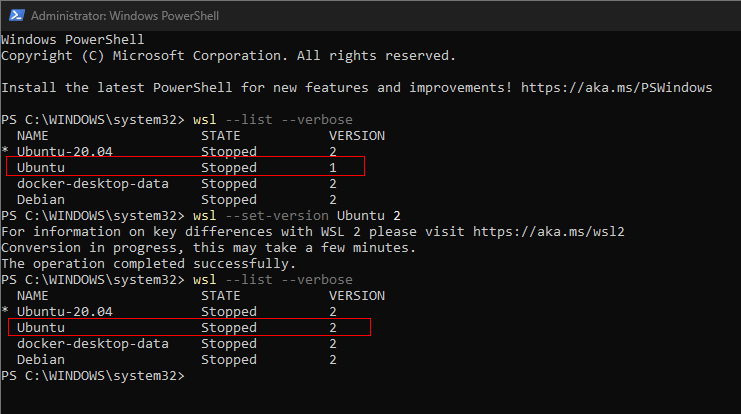 Administrator: Windows PowerShell
Windows PowerShell
Copyright (C) Microsoft Corporation. All rights reserved.
Install the latest PowerShell for new features and improvements! https://aka.ms/PSWindows
PS C:\WINDOWS\system32> wsl --list --verbose
  NAME                   STATE           VERSION
* Ubuntu-20.04           Stopped         2
  Ubuntu                 Stopped         1
  docker-desktop-data    Stopped         2
  Debian                 Stopped         2
PS C:\WINDOWS\system32> wsl --set-version Ubuntu 2
For information on key differences with WSL 2 please visit https://aka.ms/wsl2
Conversion in progress, this may take a few minutes.
The operation completed successfully.
PS C:\WINDOWS\system32> wsl --list --verbose
  NAME                   STATE           VERSION
* Ubuntu-20.04           Stopped         2
  Ubuntu                 Stopped         2
  docker-desktop-data    Stopped         2
  Debian                 Stopped         2
PS C:\WINDOWS\system32>